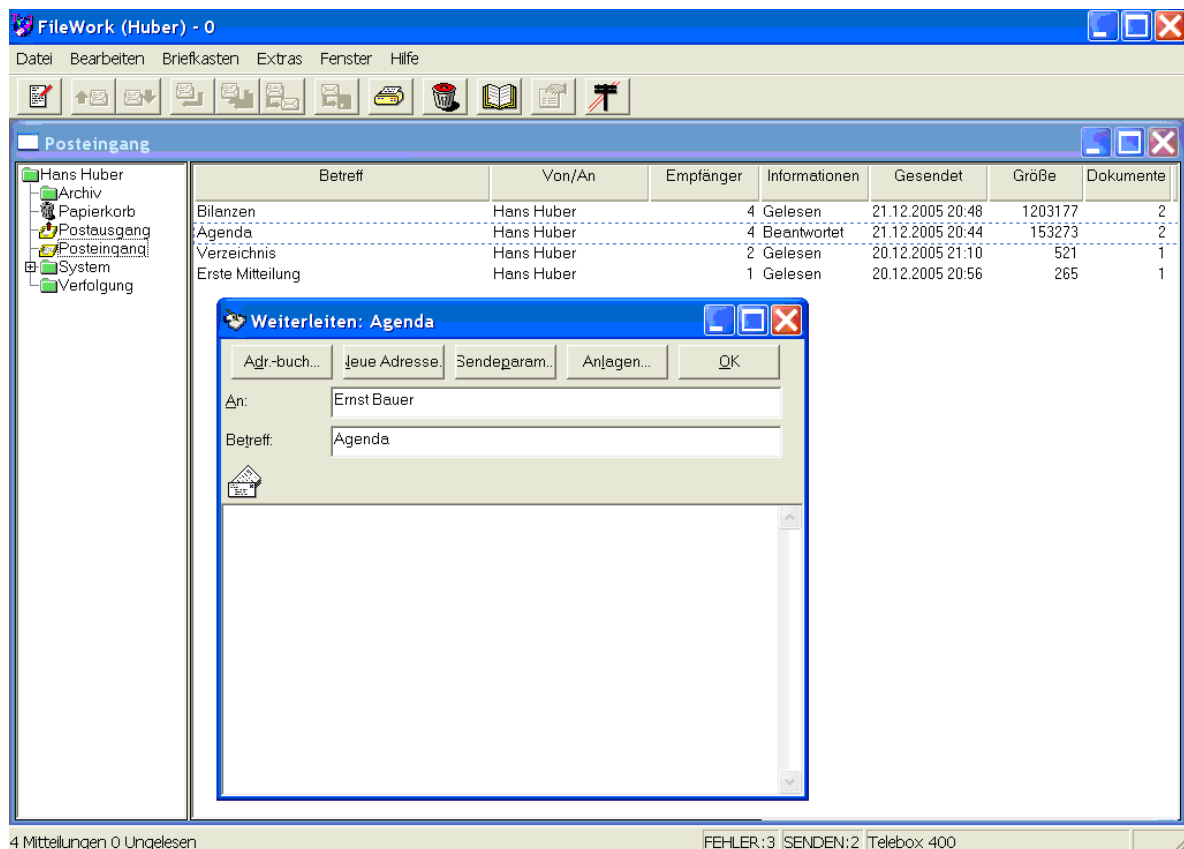 FileWork (Huber) - 0
Datei Bearbeiten Briefkasten Extras Fenster Hilfe
Posteingang
Hans Huber
Archiv
Papierkorb
Postausgang
Posteingang
System
Verfolgung
Betreff Von/An Empfänger Informationen Gesendet Größe Dokumente
Bilanzen Hans Huber 4 Gelesen 21.12.2005 20:48 1203177 2
Agenda Hans Huber 4 Beantwortet 21.12.2005 20:44 153273 2
Verzeichnis Hans Huber 2 Gelesen 20.12.2005 21:10 521 1
Erste Mitteilung Hans Huber 1 Gelesen 20.12.2005 20:56 265 1
Weiterleiten: Agenda
Adr.-buch... Neue Adresse. Sendeparam.. Anlagen... OK
An: Ernst Bauer
Betreff: Agenda
4 Mitteilungen 0 Ungelesen FEHLER:3 SENDEN:2 Telebox 400